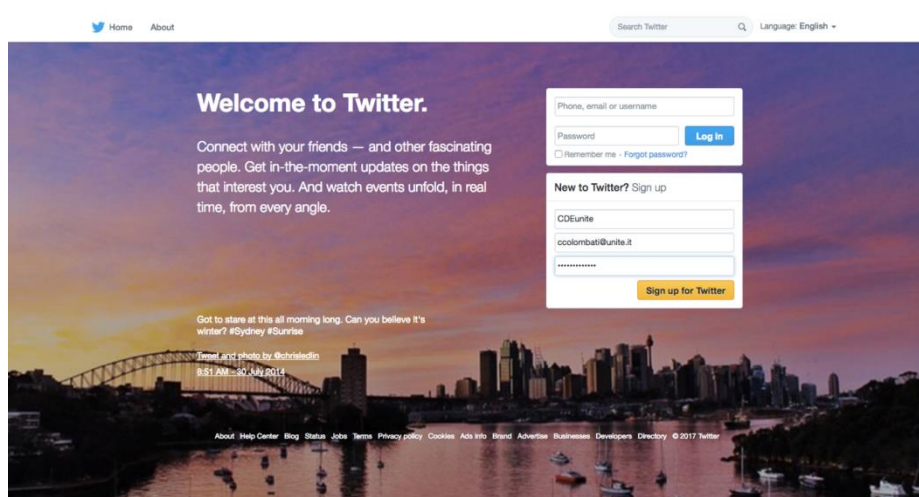 Home About
Search Twitter
Language: English
Welcome to Twitter.
Connect with your friends — and other fascinating
people. Get in-the-moment updates on the things
that interest you. And watch events unfold, in real
time, from every angle.
Phone, email or username
Password
Log in
Remember me · Forgot password?
New to Twitter? Sign up
CDEunite
ccolombati@unite.it
•••••••••••••
Sign up for Twitter
Got to stare at this all morning long. Can you believe it's
winter? #Sydney #Sunrise
Tweet and photo by @chrisledlin
8:51 AM - 30 July 2014
About Help Center Blog Status Jobs Terms Privacy policy Cookies Ads info Brand Advertise Businesses Developers Directory © 2017 Twitter